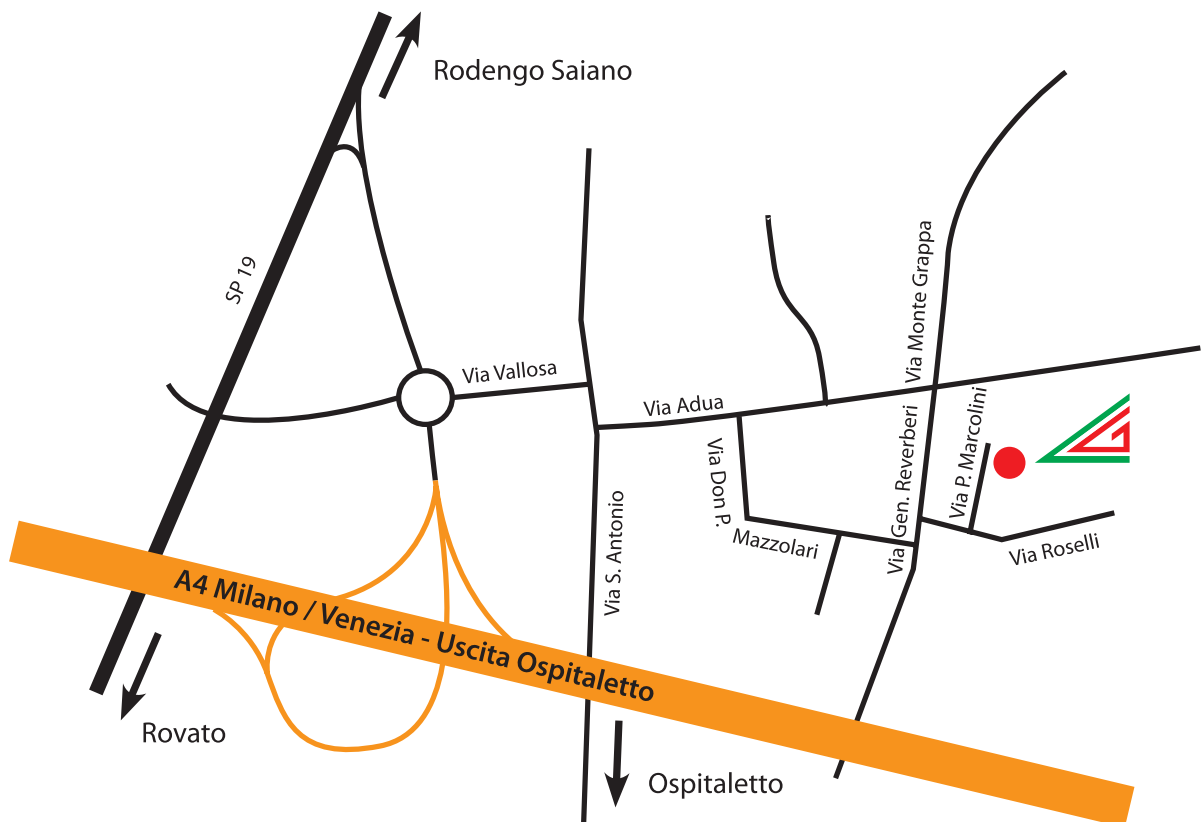 Rodengo Saiano
SP 19
Via Monte Grappa
Via Vallosa
Via Adua
Via P. Marcolini
Via Gen. Reverberi
Via Don P.
Mazzolari
Via S. Antonio
Via Roselli
A4 Milano / Venezia - Uscita Ospitaletto
Rovato
Ospitaletto